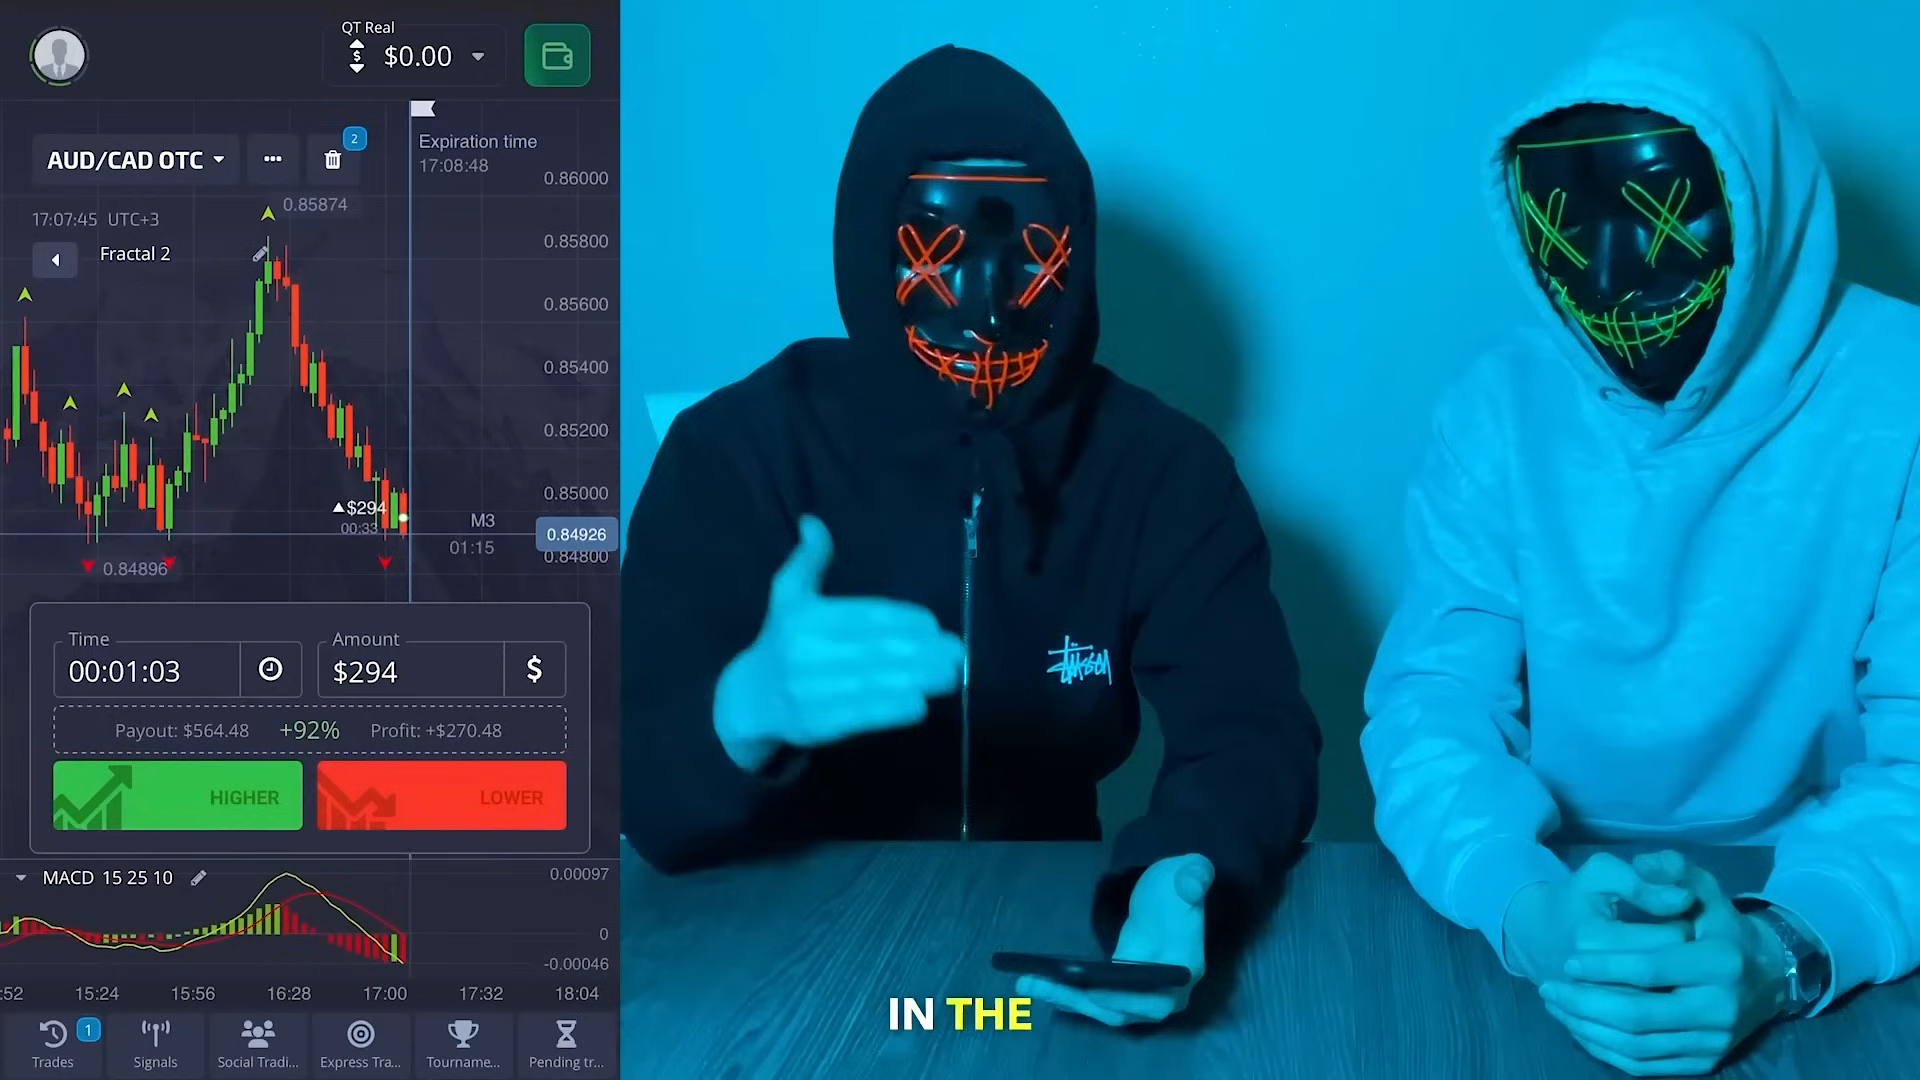 QT Real
$0.00
AUD/CAD OTC
2
Expiration time
17:08:48
0.86000
0.85874
17:07:45 UTC+3
0.85800
Fractal 2
0.85600
0.85400
0.85200
0.85000
$294
00:33
M3
0.84926
01:15
0.84800
0.84896
Time
00:01:03
Amount
$294
$
Payout: $564.48
+92%
Profit: +$270.48
HIGHER
LOWER
MACD 15 25 10
0.00097
0
-0.00046
:52
15:24
15:56
16:28
17:00
17:32
18:04
1
Trades
Signals
Social Tradi...
Express Tra...
Tourname...
Pending tr...
IN THE